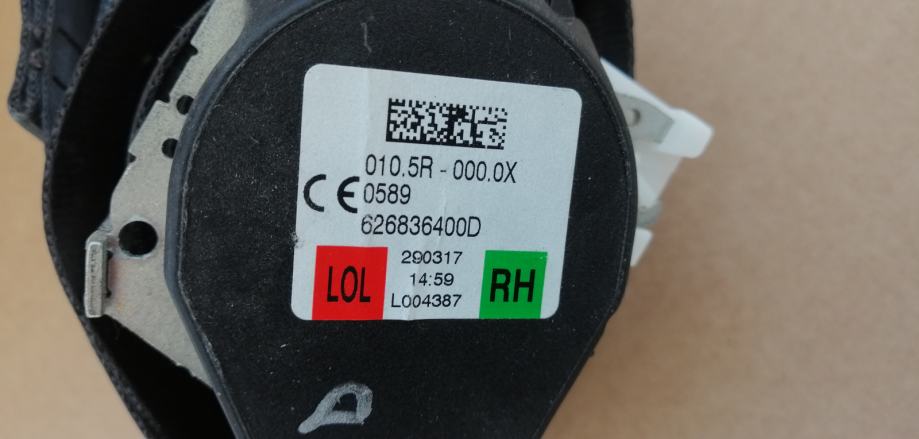 010.5R - 000.0X
CE 0589
626836400D
290317
14:59
L004387
LOL
RH
D